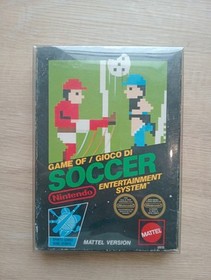 GAME OF / GIOCO DI
SOCCER
Nintendo
ENTERTAINMENT
SYSTEM
MATTEL VERSION
MATTEL